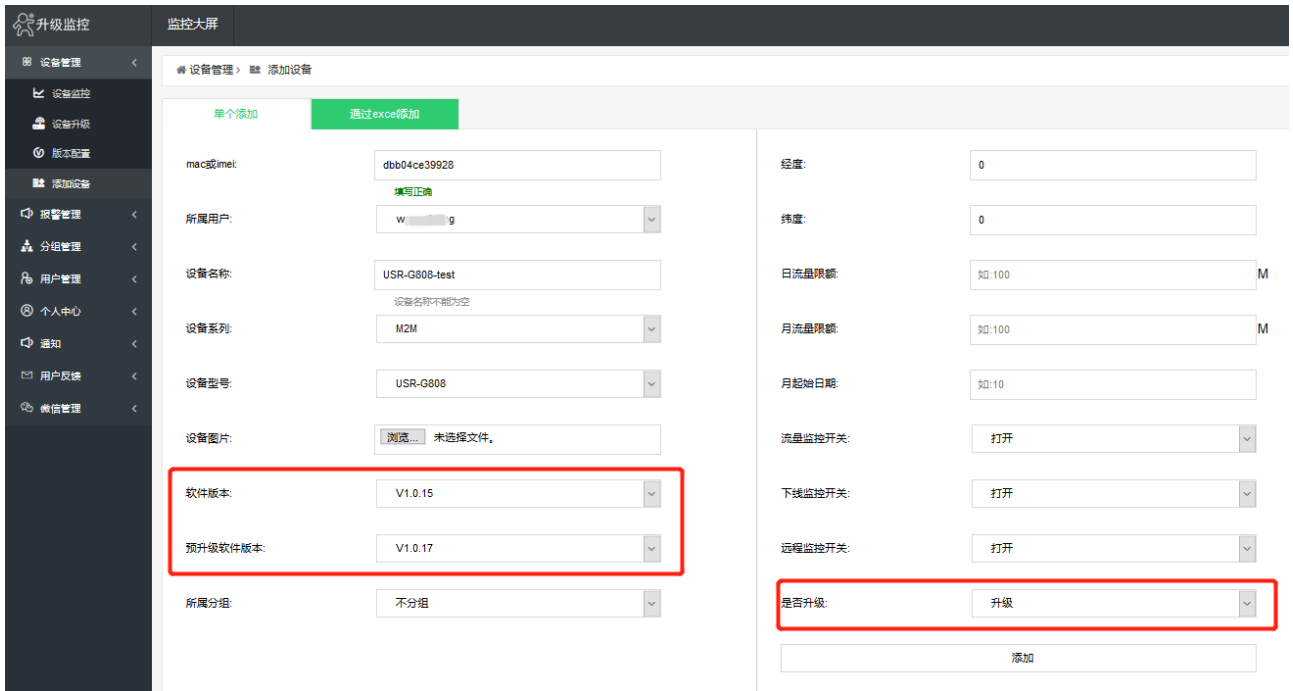 升级监控
监控大屏
设备管理
设备监控
设备升级
版本配置
添加设备
报警管理
分组管理
用户管理
个人中心
通知
用户反馈
微信管理
设备管理> 添加设备
单个添加
通过excel添加
mac或imei:
dbb04ce39928
填写正确
所属用户:
w g
设备名称:
USR-G808-test
设备名称不能为空
设备系列:
M2M
设备型号:
USR-G808
设备图片:
浏览... 未选择文件。
软件版本:
V1.0.15
预升级软件版本:
V1.0.17
所属分组:
不分组
经度:
0
纬度:
0
日流量限额:
如:100
M
月流量限额:
如:100
M
月起始日期:
如:10
流量监控开关:
打开
下线监控开关:
打开
远程监控开关:
打开
是否升级:
升级
添加